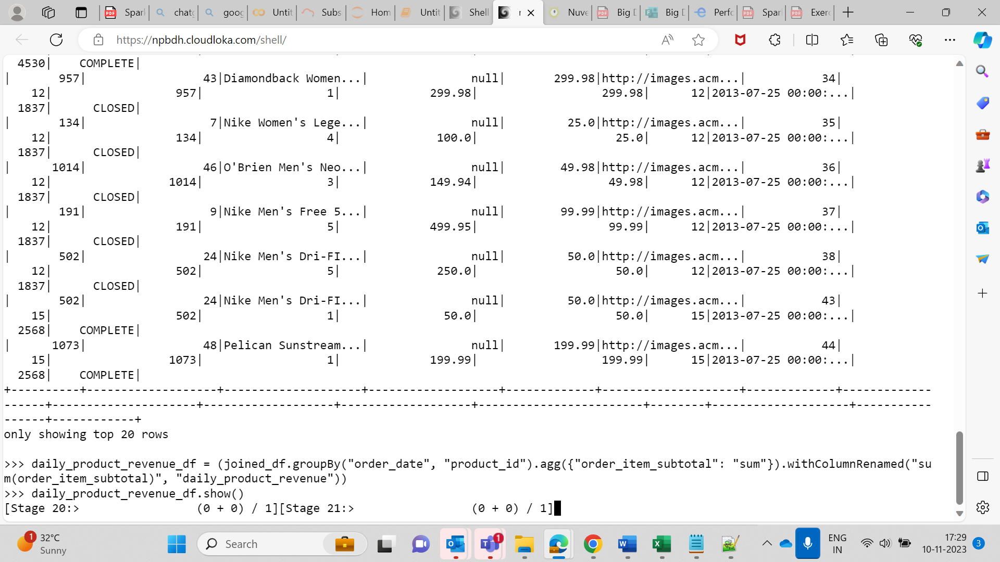 Spar
chatg
goog
Untit
Subs
Hom
Untit
Shell
r
Nuve
Big D
Big D
Perfo
Spar
Exerc
https://npbdh.cloudloka.com/shell/
4530|    COMPLETE|
|       957|                 43|Diamondback Women...|               null|       299.98|http://images.acm...|           34|
    12|                  957|                  1|             299.98|                  299.98|      12|2013-07-25 00:00:...|
  1837|      CLOSED|
|       134|                  7|Nike Women's Lege...|               null|         25.0|http://images.acm...|           35|
    12|                  134|                  4|              100.0|                    25.0|      12|2013-07-25 00:00:...|
  1837|      CLOSED|
|      1014|                 46|O'Brien Men's Neo...|               null|        49.98|http://images.acm...|           36|
    12|                 1014|                  3|             149.94|                   49.98|      12|2013-07-25 00:00:...|
  1837|      CLOSED|
|       191|                  9|Nike Men's Free 5...|               null|        99.99|http://images.acm...|           37|
    12|                  191|                  5|             499.95|                   99.99|      12|2013-07-25 00:00:...|
  1837|      CLOSED|
|       502|                 24|Nike Men's Dri-FI...|               null|         50.0|http://images.acm...|           38|
    12|                  502|                  5|              250.0|                    50.0|      12|2013-07-25 00:00:...|
  1837|      CLOSED|
|       502|                 24|Nike Men's Dri-FI...|               null|         50.0|http://images.acm...|           43|
    15|                  502|                  1|               50.0|                    50.0|      15|2013-07-25 00:00:...|
  2568|    COMPLETE|
|      1073|                 48|Pelican Sunstream...|               null|       199.99|http://images.acm...|           44|
    15|                 1073|                  1|             199.99|                  199.99|      15|2013-07-25 00:00:...|
  2568|    COMPLETE|
+----------+-------------------+--------------------+-------------------+-------------+--------------------+-------------+-------------
------+---------------------+-------------------+-------------------+------------------------+--------+--------------------+-----------
------+------------+
only showing top 20 rows
>>> daily_product_revenue_df = (joined_df.groupBy("order_date", "product_id").agg({"order_item_subtotal": "sum"}).withColumnRenamed("su
m(order_item_subtotal)", "daily_product_revenue"))
>>> daily_product_revenue_df.show()
[Stage 20:>                 (0 + 0) / 1][Stage 21:>                 (0 + 0) / 1]
1
32°C
Sunny
Search
1
ENG
IN
17:29
10-11-2023
3